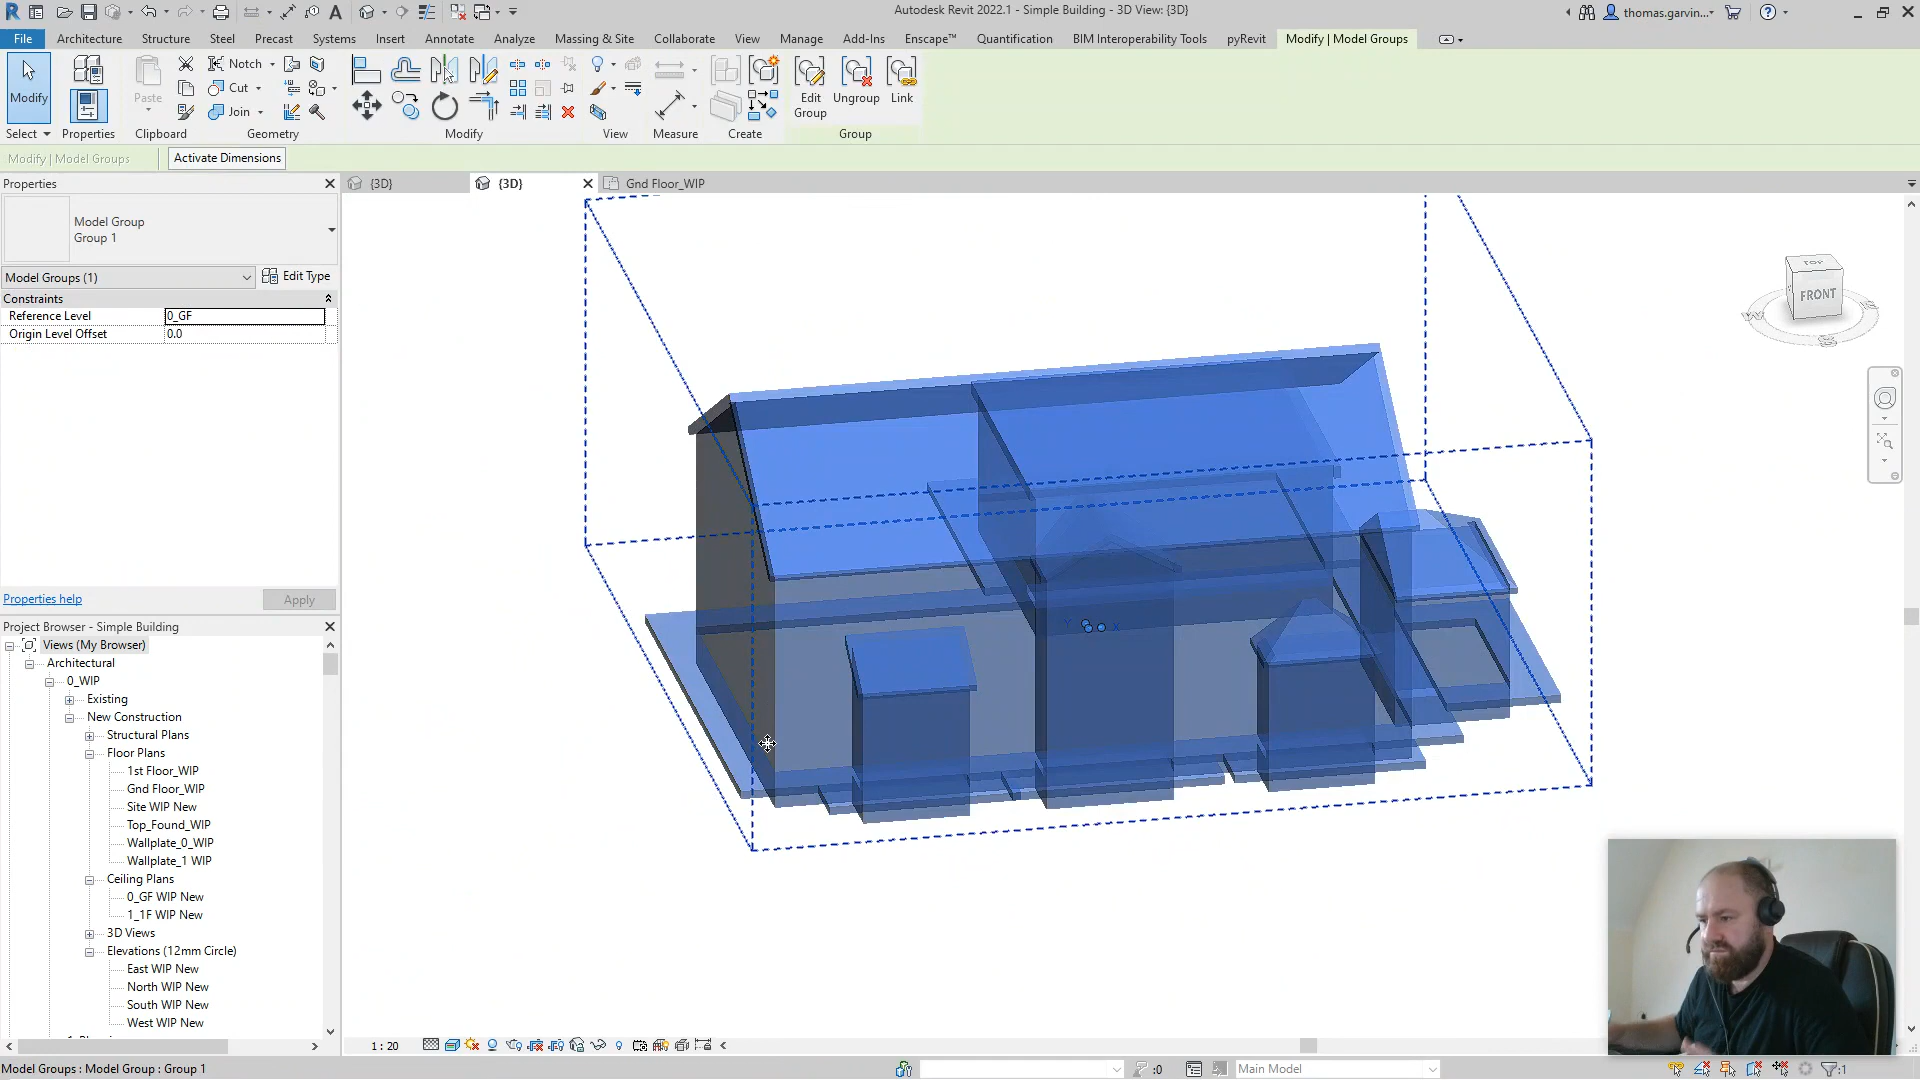 Autodesk Revit 2022.1 - Simple Building - 3D View: {3D}
thomas.garvin...
File Architecture Structure Steel Precast Systems Insert Annotate Analyze Massing & Site Collaborate View Manage Add-Ins Enscape™ Quantification BIM Interoperability Tools pyRevit Modify | Model Groups
Modify
Paste
Notch
Cut
Join
Edit
Group
Ungroup
Link
Select Properties Clipboard Geometry Modify View Measure Create Group
Modify | Model Groups Activate Dimensions
Properties
{3D} {3D} Gnd Floor_WIP
Model Group
Group 1
Model Groups (1) Edit Type
Constraints
Reference Level 0_GF
Origin Level Offset 0.0
TOP
FRONT
Properties help Apply
Project Browser - Simple Building
Views (My Browser)
Architectural
0_WIP
Existing
New Construction
Structural Plans
Floor Plans
1st Floor_WIP
Gnd Floor_WIP
Site WIP New
Top_Found_WIP
Wallplate_0_WIP
Wallplate_1 WIP
Ceiling Plans
0_GF WIP New
1_1F WIP New
3D Views
Elevations (12mm Circle)
East WIP New
North WIP New
South WIP New
West WIP New
1 : 20
Model Groups : Model Group : Group 1
:0
Main Model
:1